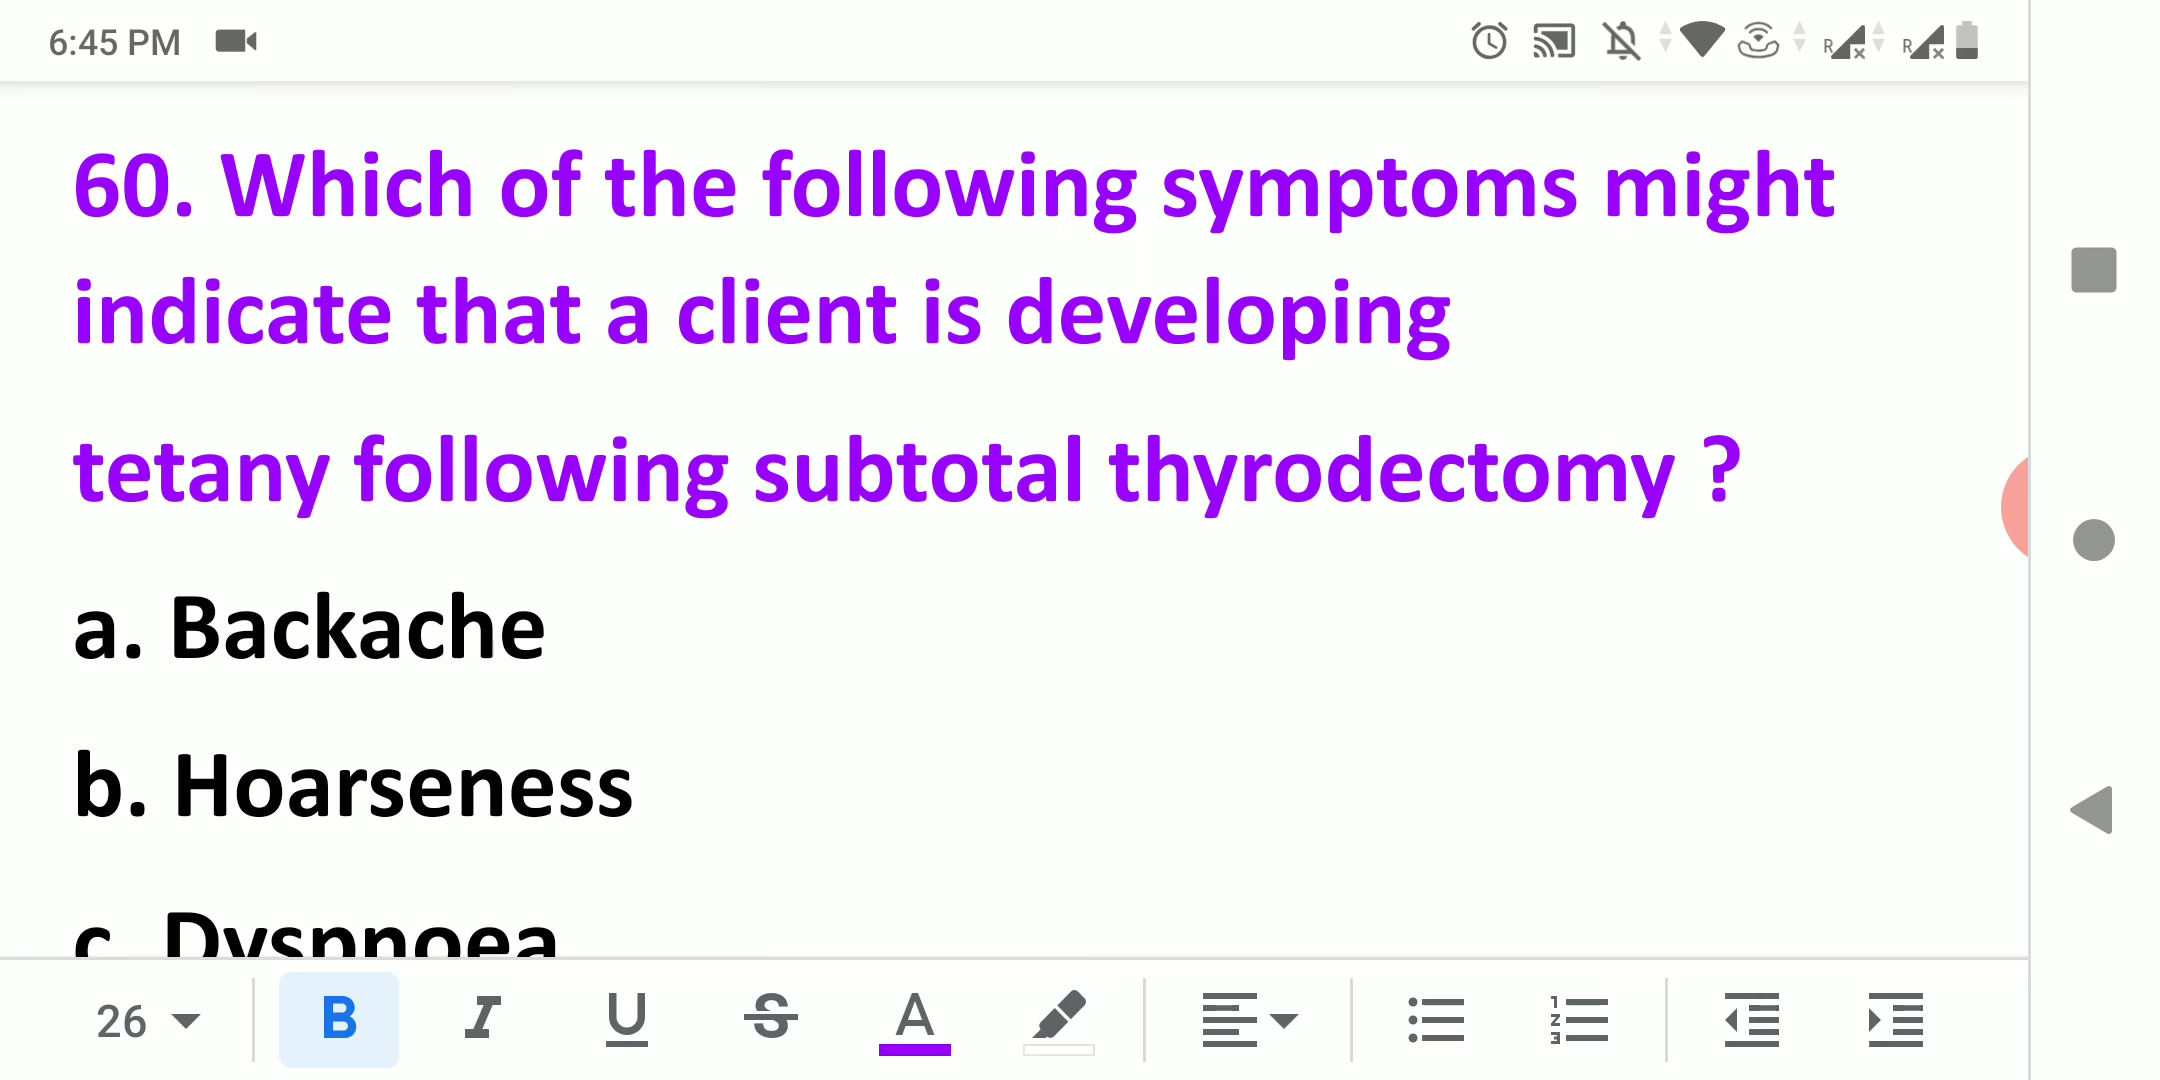 6:45 PM
60. Which of the following symptoms might
indicate that a client is developing
tetany following subtotal thyrodectomy ?
a. Backache
b. Hoarseness
c. Dyspnoea
26 B I U S A